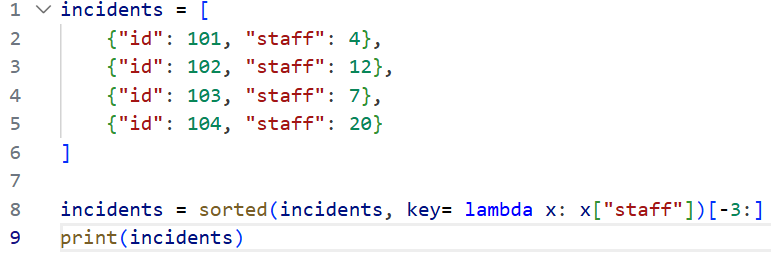 1 incidents = [
2 {"id": 101, "staff": 4},
3 {"id": 102, "staff": 12},
4 {"id": 103, "staff": 7},
5 {"id": 104, "staff": 20}
6 ]
7
8 incidents = sorted(incidents, key= lambda x: x["staff"])[-3:]
9 print(incidents)